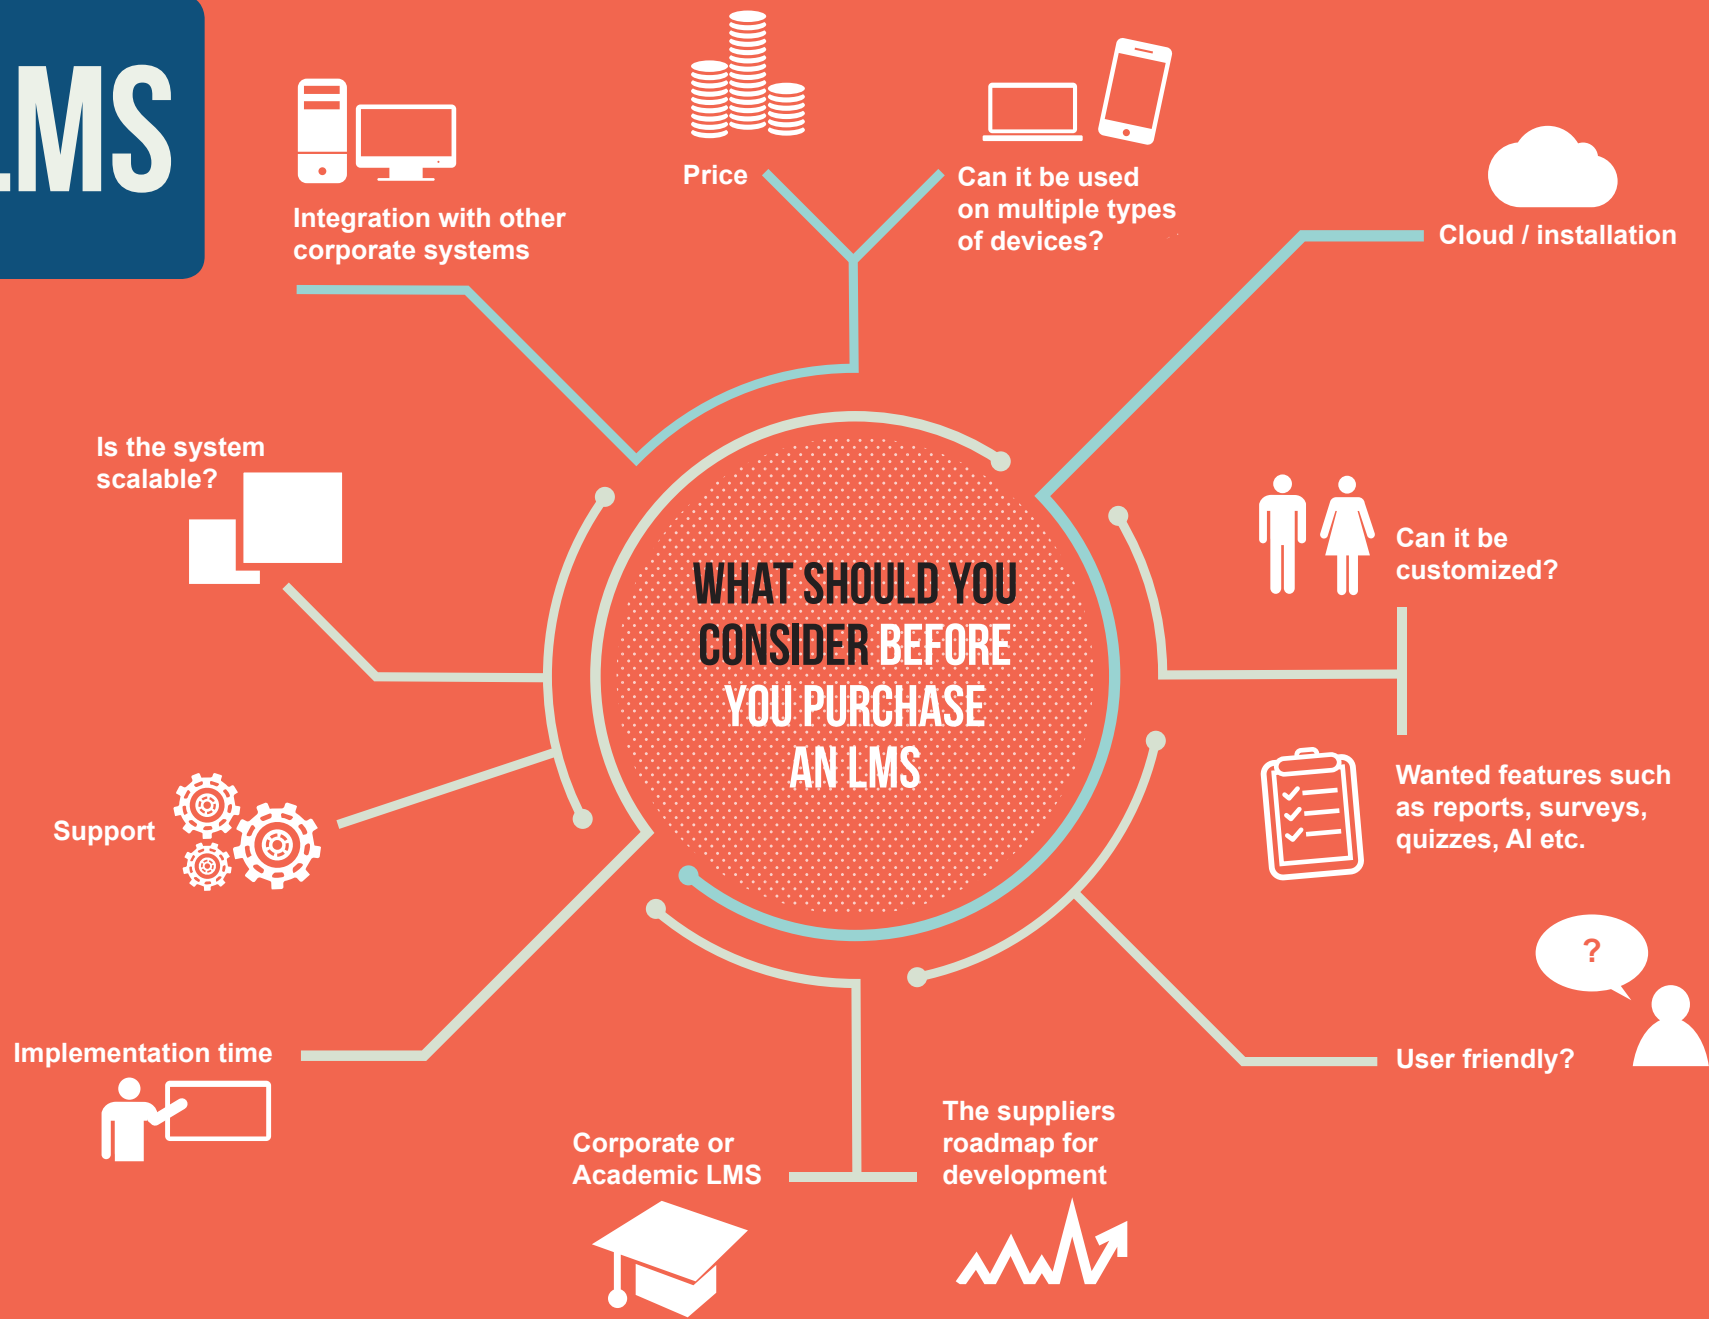 LMS
Integration with other
corporate systems
Price
Can it be used
on multiple types
of devices?
Cloud / installation
Is the system
scalable?
WHAT SHOULD YOU
CONSIDER BEFORE
YOU PURCHASE
AN LMS
Can it be
customized?
Wanted features such
as reports, surveys,
quizzes, AI etc.
Support
?
User friendly?
Implementation time
Corporate or
Academic LMS
The suppliers
roadmap for
development